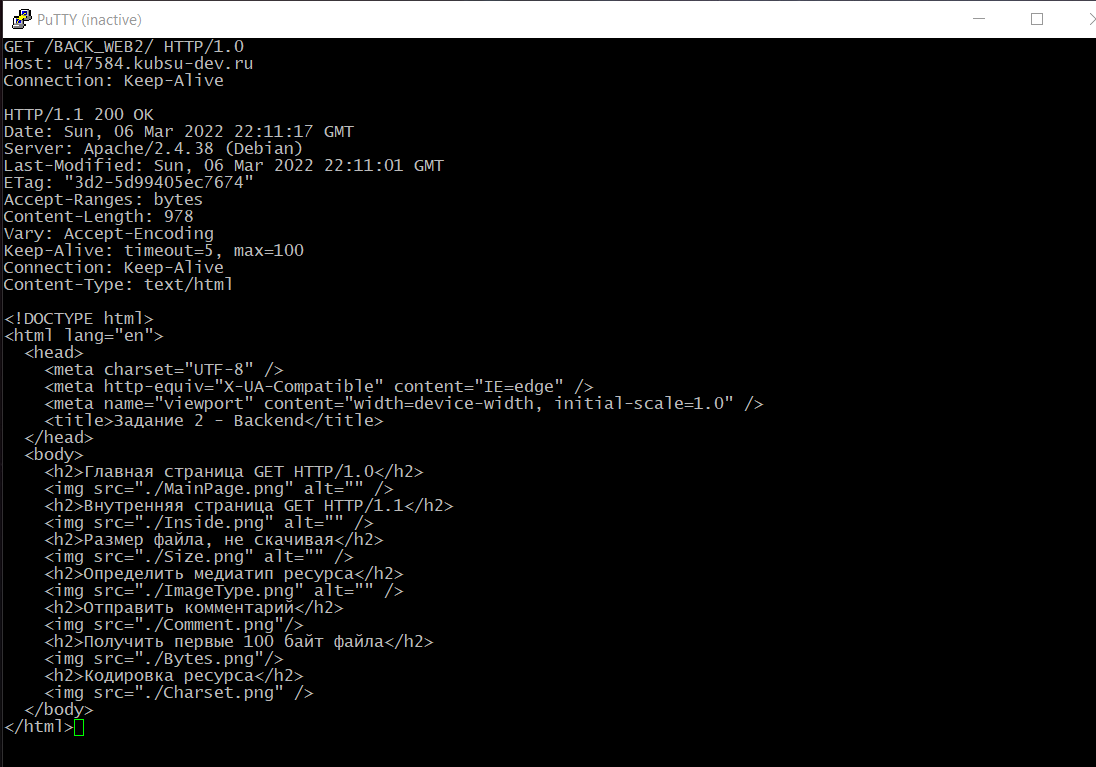 PuTTY (inactive)
GET /BACK_WEB2/ HTTP/1.0
Host: u47584.kubsu-dev.ru
Connection: Keep-Alive

HTTP/1.1 200 OK
Date: Sun, 06 Mar 2022 22:11:17 GMT
Server: Apache/2.4.38 (Debian)
Last-Modified: Sun, 06 Mar 2022 22:11:01 GMT
ETag: "3d2-5d99405ec7674"
Accept-Ranges: bytes
Content-Length: 978
Vary: Accept-Encoding
Keep-Alive: timeout=5, max=100
Connection: Keep-Alive
Content-Type: text/html

<!DOCTYPE html>
<html lang="en">
  <head>
    <meta charset="UTF-8" />
    <meta http-equiv="X-UA-Compatible" content="IE=edge" />
    <meta name="viewport" content="width=device-width, initial-scale=1.0" />
    <title>Задание 2 - Backend</title>
  </head>
  <body>
    <h2>Главная страница GET HTTP/1.0</h2>
    <img src="./MainPage.png" alt="" />
    <h2>Внутренняя страница GET HTTP/1.1</h2>
    <img src="./Inside.png" alt="" />
    <h2>Размер файла, не скачивая</h2>
    <img src="./Size.png" alt="" />
    <h2>Определить медиатип ресурса</h2>
    <img src="./ImageType.png" alt="" />
    <h2>Отправить комментарий</h2>
    <img src="./Comment.png"/>
    <h2>Получить первые 100 байт файла</h2>
    <img src="./Bytes.png"/>
    <h2>Кодировка ресурса</h2>
    <img src="./Charset.png" />
  </body>
</html>